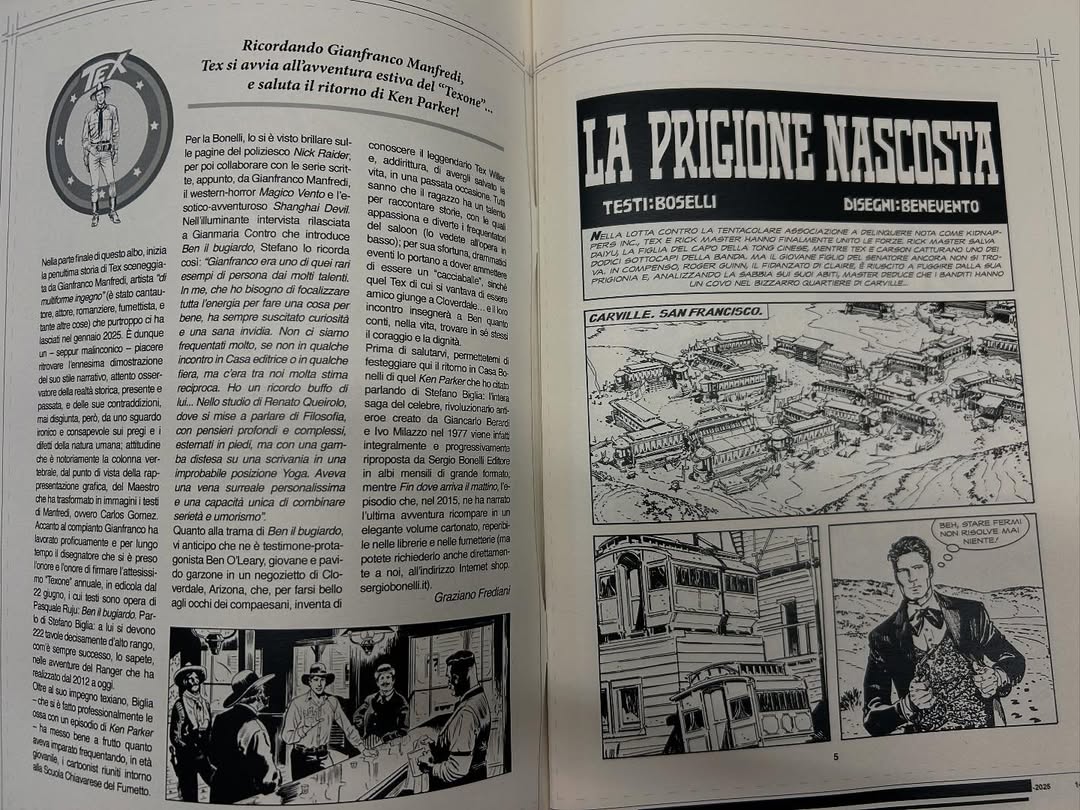 TEX
Ricordando Gianfranco Manfredi,
Tex si avvia all'avventura estiva del "Texone"...
e saluta il ritorno di Ken Parker!
Nella parte finale di questo albo, inizia
la penultima storia di Tex sceneggia-
ta da Gianfranco Manfredi, artista "di
multiforme ingegno" (è stato cantau-
tore, attore, romanziere, fumettista, e
tante altre cose) che purtroppo ci ha
lasciati nel gennaio 2025. È dunque
un – seppur malinconico – piacere
ritrovare l'ennesima dimostrazione
del suo stile narrativo, attento osser-
vatore della realtà storica, presente e
passata, e delle sue contraddizioni,
mai disgiunta, però, da uno sguardo
ironico e consapevole sui pregi e i
difetti della natura umana; attitudine
che è notoriamente la colonna ver-
tebrale, dal punto di vista della rap-
presentazione grafica, del Maestro
che ha trasformato in immagini i testi
di Manfredi, ovvero Carlos Gomez.
Accanto al compianto Gianfranco ha
lavorato proficuamente e per lungo
tempo il disegnatore che si è preso
l'onore e l'onore di firmare l'attesissi-
mo "Texone" annuale, in edicola dal
22 giugno, i cui testi sono opera di
Pasquale Ruju: Ben il bugiardo. Par-
lo di Stefano Biglia: a lui si devono
222 tavole decisamente d'alto rango,
com'è sempre successo, lo sapete,
nelle avventure del Ranger che ha
realizzato dal 2012 a oggi.
Oltre al suo impegno texiano, Biglia
– che si è fatto professionalmente le
ossa con un episodio di Ken Parker
– ha messo bene a frutto quanto
aveva imparato frequentando, in età
giovanile, i cartoonist riuniti intorno
alla Scuola Chiavarese del Fumetto.
Per la Bonelli, lo si è visto brillare sul-
le pagine del poliziesco Nick Raider,
per poi collaborare con le serie scrit-
te, appunto, da Gianfranco Manfredi,
il western-horror Magico Vento e l'e-
sotico-avventuroso Shanghai Devil.
Nell'illuminante intervista rilasciata
a Gianmaria Contro che introduce
Ben il bugiardo, Stefano lo ricorda
così: "Gianfranco era uno di quei rari
esempi di persona dai molti talenti.
In me, che ho bisogno di focalizzare
tutta l'energia per fare una cosa per
bene, ha sempre suscitato curiosità
e una sana invidia. Non ci siamo
frequentati molto, se non in qualche
incontro in Casa editrice o in qualche
fiera, ma c'era tra noi molta stima
reciproca. Ho un ricordo buffo di
lui... Nello studio di Renato Queirolo,
dove si mise a parlare di Filosofia,
con pensieri profondi e complessi,
esternati in piedi, ma con una gam-
ba distesa su una scrivania in una
improbabile posizione Yoga. Aveva
una vena surreale personalissima
e una capacità unica di combinare
serietà e umorismo".
Quanto alla trama di Ben il bugiardo,
vi anticipo che ne è testimone-prota-
gonista Ben O'Leary, giovane e pavi-
do garzone in un negozietto di Clo-
verdale, Arizona, che, per farsi bello
agli occhi dei compaesani, inventa di
conoscere il leggendario Tex Willer
e, addirittura, di avergli salvato la
vita, in una passata occasione. Tutti
sanno che il ragazzo ha un talento
per raccontare storie, con le quali
appassiona e diverte i frequentatori
del saloon (lo vedete all'opera in
basso); per sua sfortuna, drammatici
eventi lo portano a dover ammettere
di essere un "cacciaballe", sinché
quel Tex di cui si vantava di essere
amico giunge a Cloverdale... e il loro
incontro insegnerà a Ben quanto
conti, nella vita, trovare in sé stessi
il coraggio e la dignità.
Prima di salutarvi, permettetemi di
festeggiare qui il ritorno in Casa Bo-
nelli di quel Ken Parker che ho citato
parlando di Stefano Biglia: l'intera
saga del celebre, rivoluzionario anti-
eroe creato da Giancarlo Berardi
e Ivo Milazzo nel 1977 viene infatti
integralmente e progressivamente
riproposta da Sergio Bonelli Editore
in albi mensili di grande formato,
mentre Fin dove arriva il mattino, l'e-
pisodio che, nel 2015, ne ha narrato
l'ultima avventura ricompare in un
elegante volume cartonato, reperibi-
le nelle librerie e nelle fumetterie (ma
potete richiederlo anche direttamen-
te a noi, all'indirizzo Internet shop.
sergiobonelli.it).
Graziano Frediani
LA PRIGIONE NASCOSTA
TESTI: BOSELLI
DISEGNI: BENEVENTO
NELLA LOTTA CONTRO LA TENTACOLARE ASSOCIAZIONE A DELINQUERE NOTA COME KIDNAP-
PERS INC., TEX E RICK MASTER HANNO FINALMENTE UNITO LE FORZE. RICK MASTER SALVA
DAIYU, LA FIGLIA DEL CAPO DELLA TONG CINESE, MENTRE TEX E CARSON CATTURANO UNO DEI
DODICI SOTTOCAPI DELLA BANDA. MA IL GIOVANE FIGLIO DEL SENATORE ANCORA NON SI TRO-
VA. IN COMPENSO, ROGER GUINN, IL FIDANZATO DI CLAIRE, È RIUSCITO A FUGGIRE DALLA SUA
PRIGIONIA E, ANALIZZANDO LA SABBIA SUI SUOI ABITI, MASTER DEDUCE CHE I BANDITI HANNO
UN COVO NEL BIZZARRO QUARTIERE DI CARVILLE...
CARVILLE. SAN FRANCISCO.
BEH, STARE FERMI
NON RISOLVE MAI
NIENTE!
5
-2025